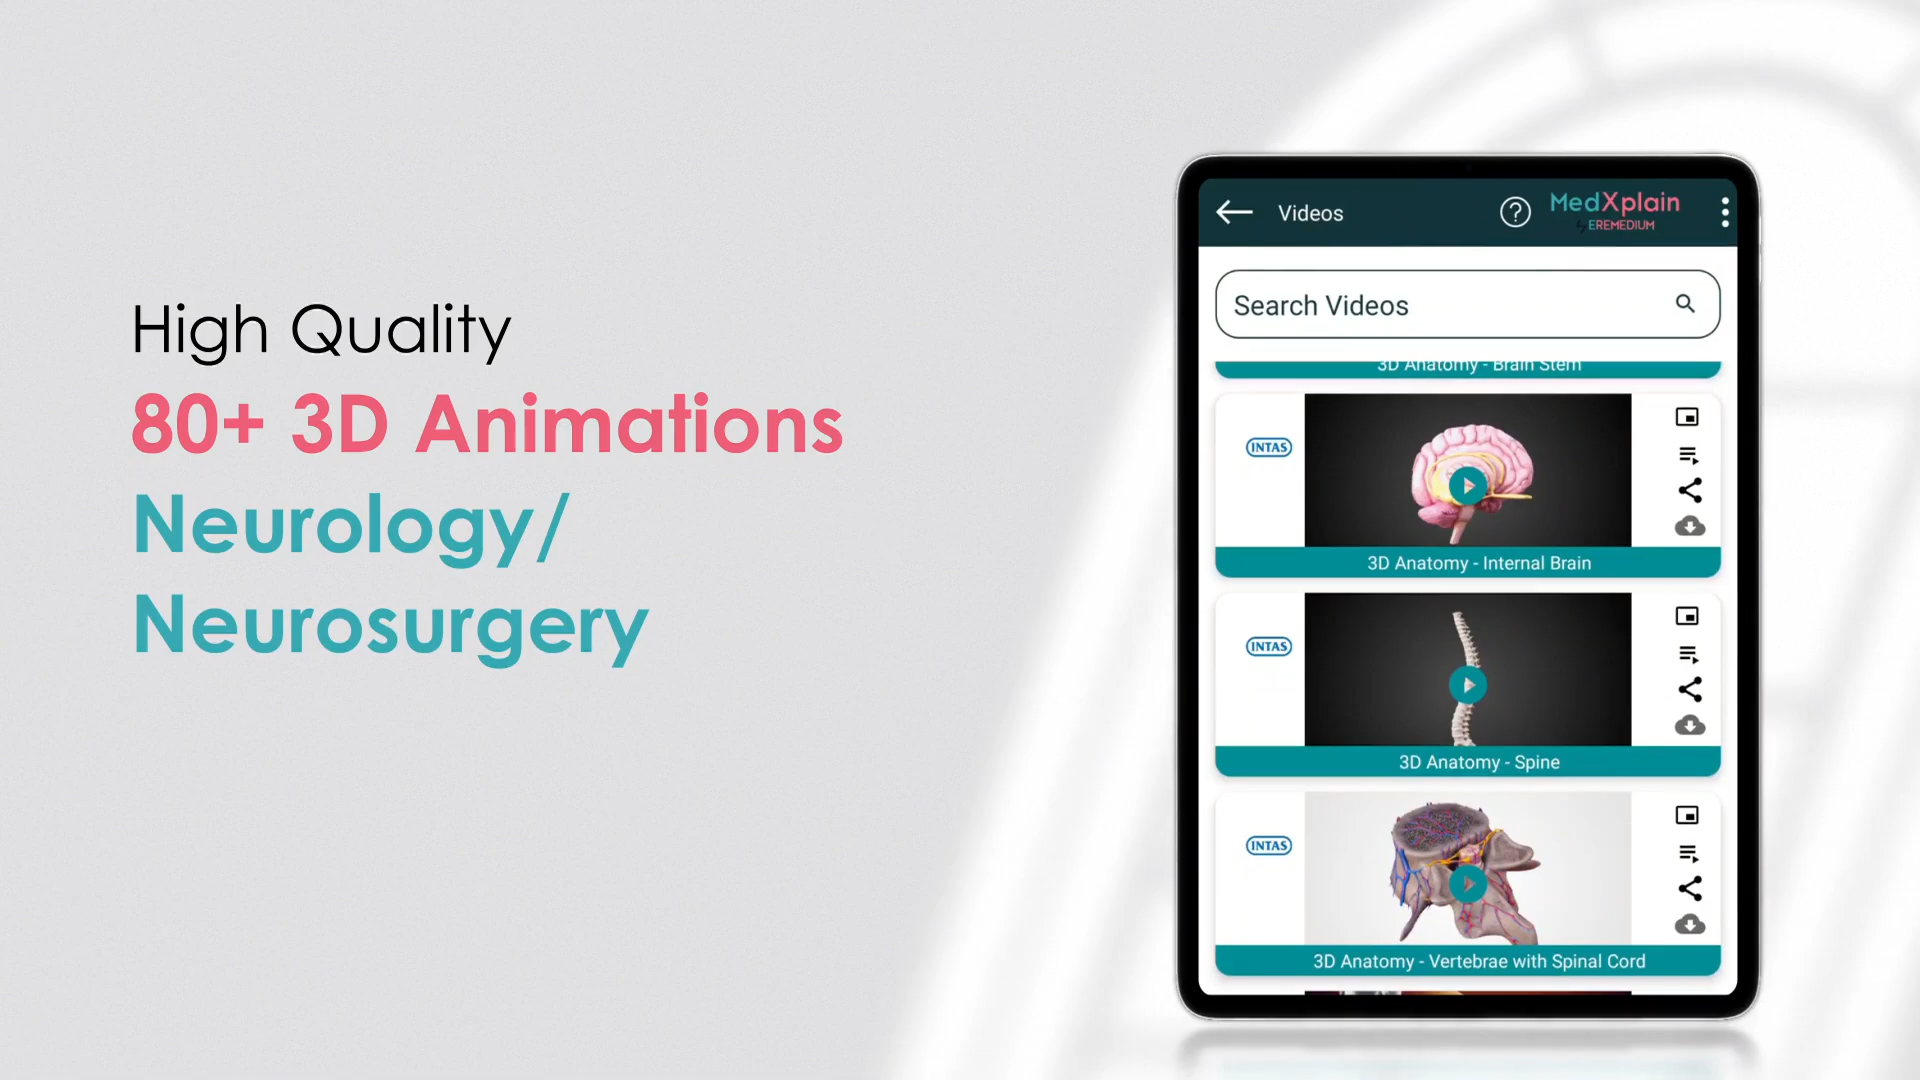 High Quality
80+ 3D Animations
Neurology/
Neurosurgery
Videos
?
MedXplain
by EREMEDIUM
Search Videos
3D Anatomy - Brain Stem
INTAS
3D Anatomy - Internal Brain
INTAS
3D Anatomy - Spine
INTAS
3D Anatomy - Vertebrae with Spinal Cord